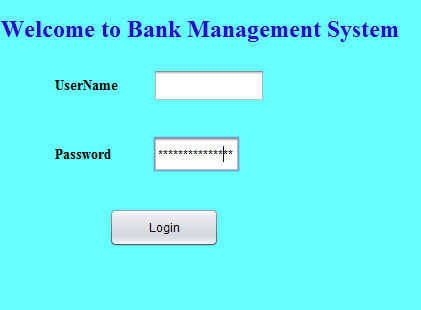 Welcome to Bank Management System
UserName
Password
***************
Login